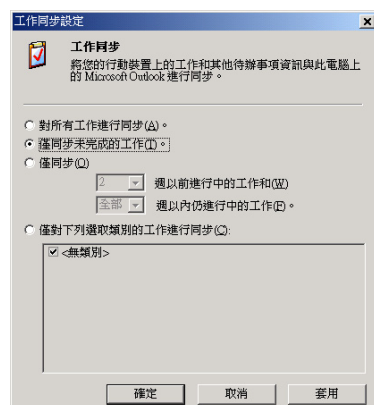 工作同步設定
工作同步
將您的行動裝置上的工作和其他待辦事項資訊與此電腦上
的 Microsoft Outlook 進行同步。
對所有工作進行同步(A)。
僅同步未完成的工作(I)。
僅同步(O)
2 週以前進行中的工作和(W)
全部 週以內仍進行中的工作(F)。
僅對下列選取類別的工作進行同步(C):
<無類別>
確定 取消 套用